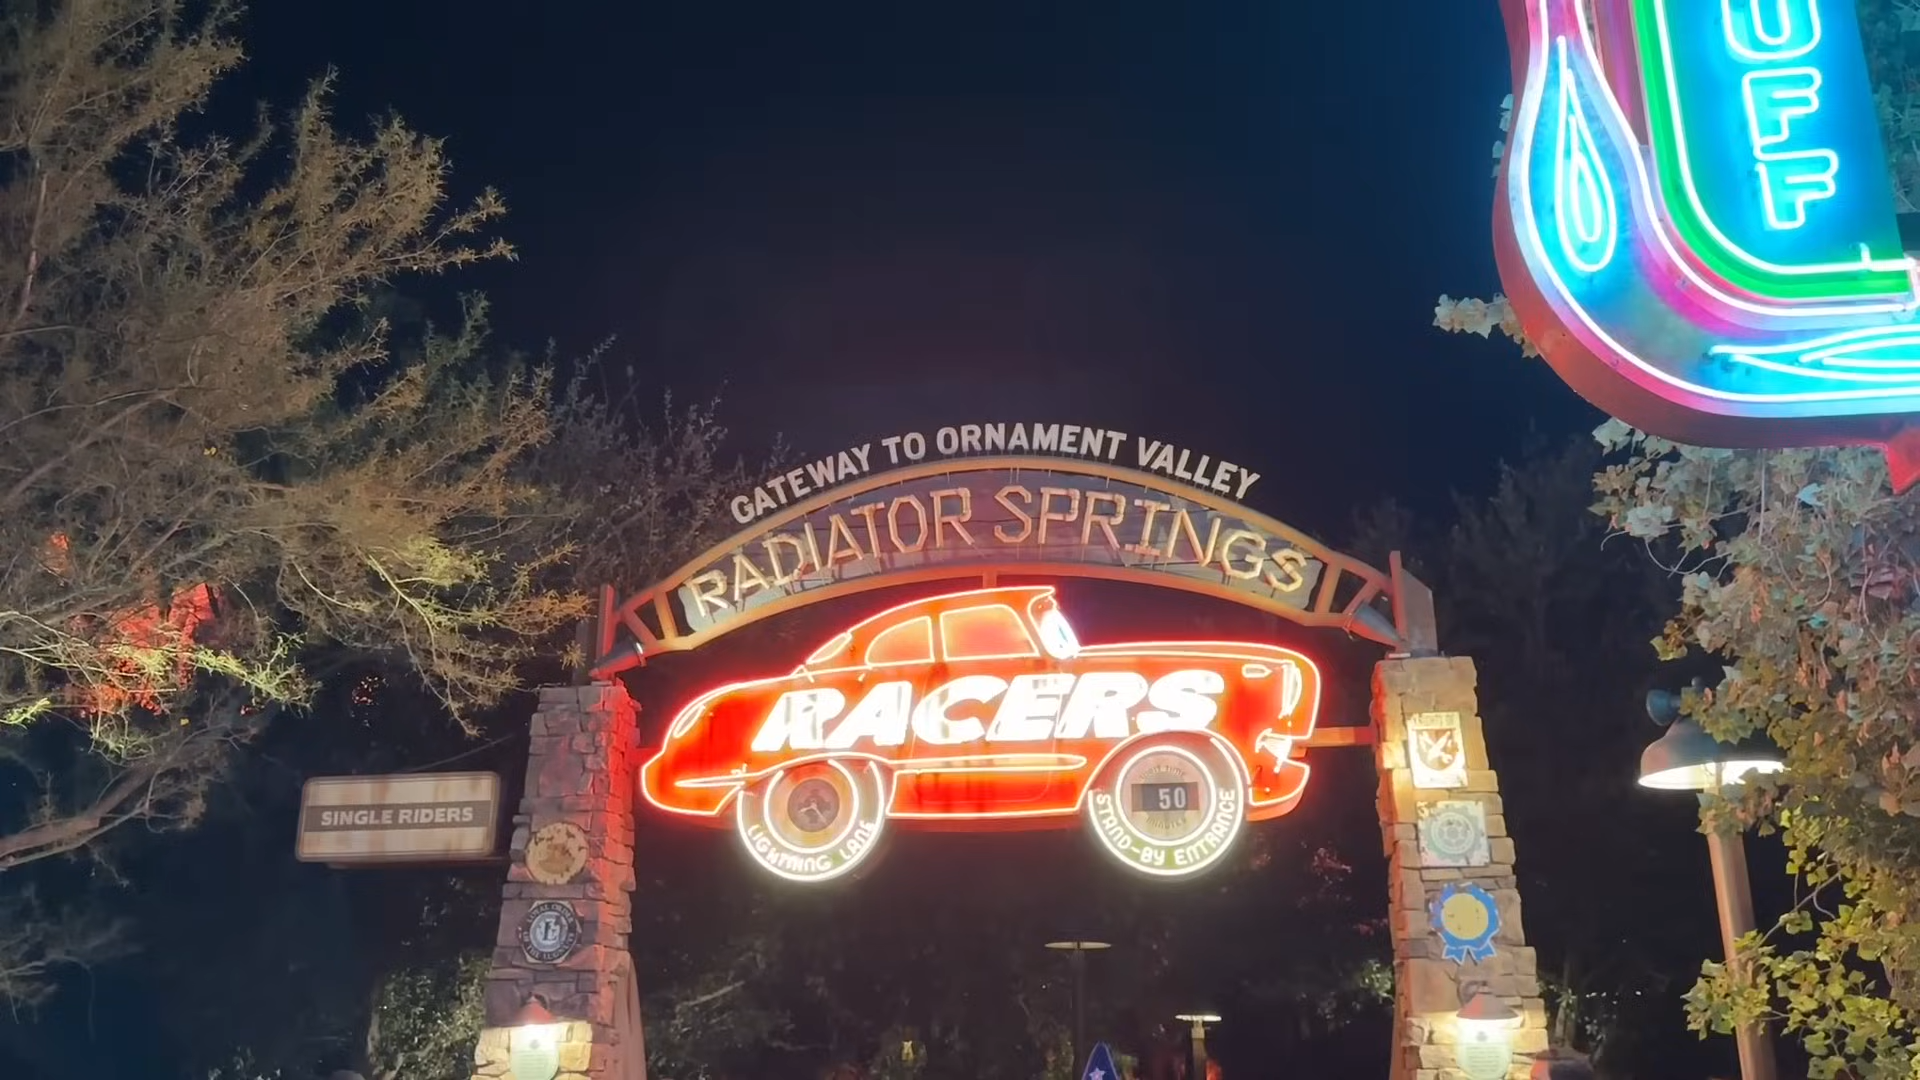 UFF
GATEWAY TO ORNAMENT VALLEY
RADIATOR SPRINGS
RACERS
SINGLE RIDERS
50
LIGHTNING LANE
STAND-BY ENTRANCE